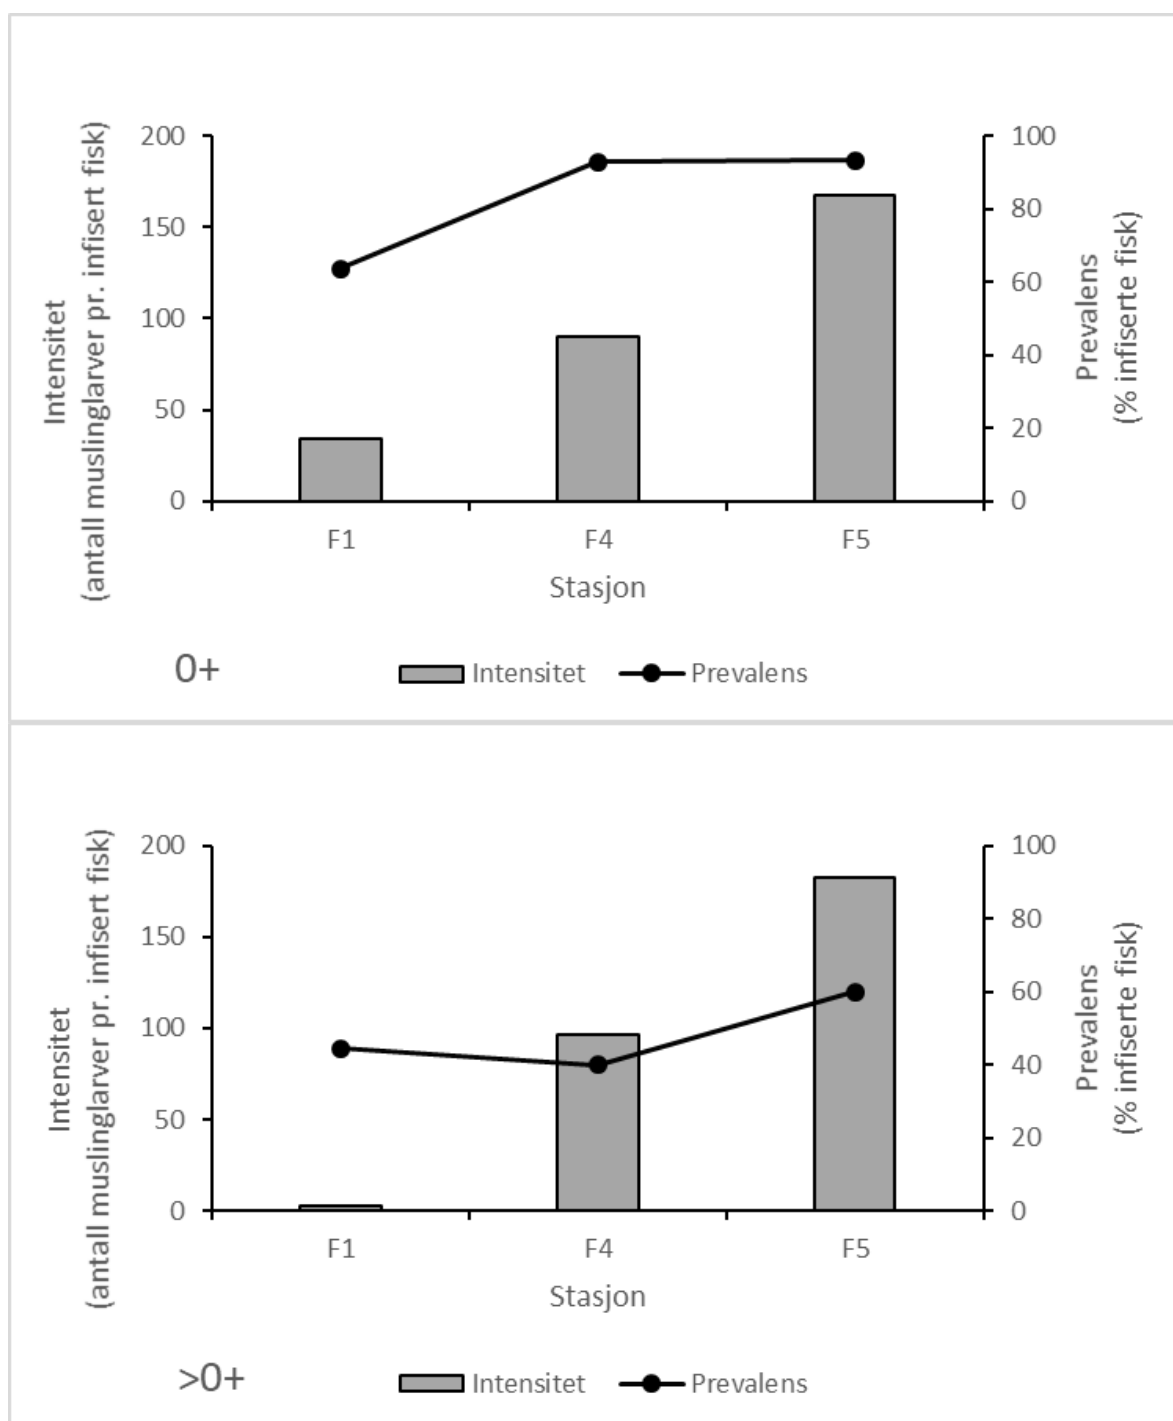 Intensitet
(antall muslinglarver pr. infisert fisk)
200
150
100
50
0
100
80
60
40
20
0
Prevalens
(% infiserte fisk)
F1 F4 F5
Stasjon
0+
Intensitet Prevalens
Intensitet
(antall muslinglarver pr. infisert fisk)
200
150
100
50
0
100
80
60
40
20
0
Prevalens
(% infiserte fisk)
F1 F4 F5
Stasjon
>0+
Intensitet Prevalens